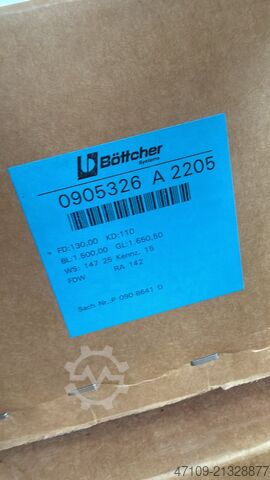 Böttcher
Systems
0905326 A 2205
FD:130,00 KD:110
BL:1.500,00 GL:1.650,50
WS: 142 25 Kennz. 15
FDW RA 142
Sach.Nr.:P 090-8641 D
47109-21328877